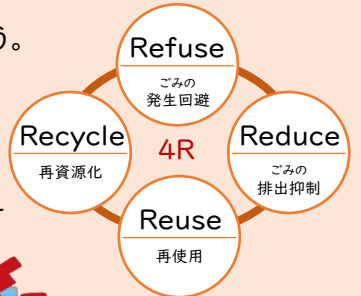 う。
Refuse
ごみの
発生回避
Recycle
再資源化
4R
Reduce
ごみの
排出抑制
Reuse
再使用